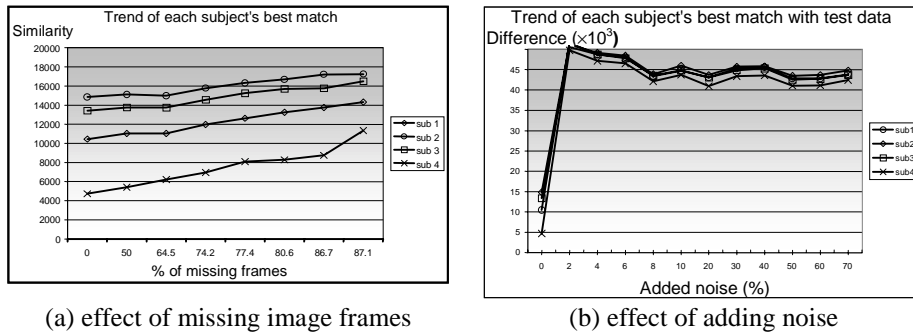 Trend of each subject's best match
Similarity
20000
18000
16000
14000
12000
10000
8000
6000
4000
2000
0
0 50 64.5 74.2 77.4 80.6 86.7 87.1
% of missing frames
sub 1
sub 2
sub 3
sub 4
(a) effect of missing image frames
Trend of each subject's best match with test data
Difference (×10³)
45
40
35
30
25
20
15
10
5
0 2 4 6 8 10 20 30 40 50 60 70
Added noise (%)
sub1
sub2
sub3
sub4
(b) effect of adding noise